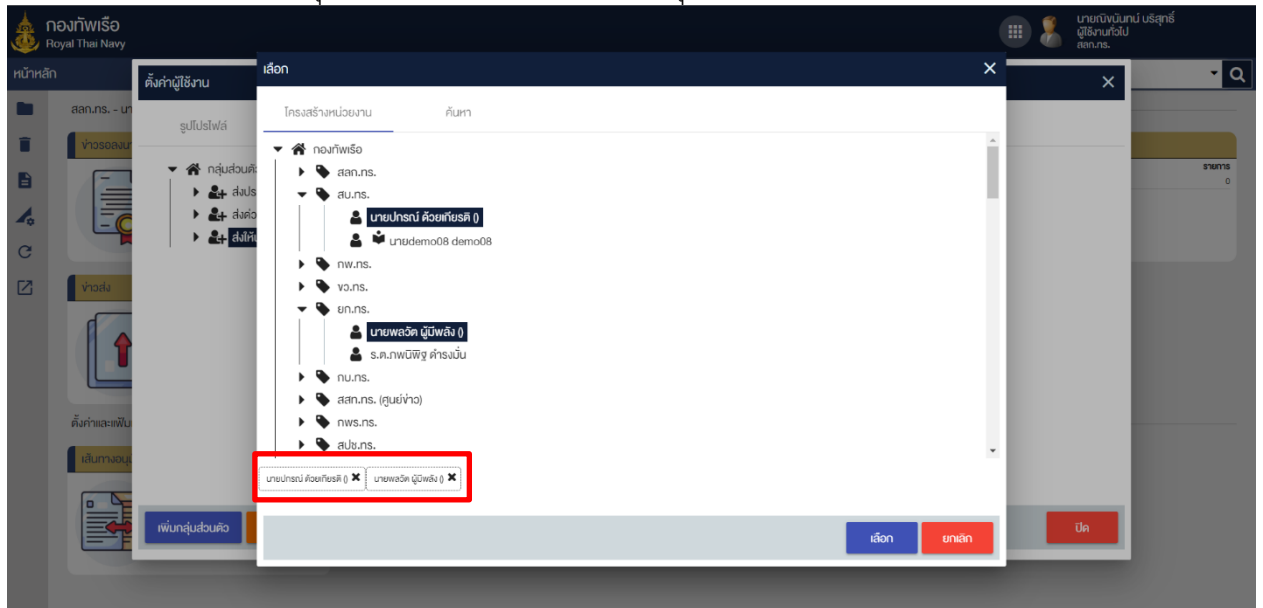 กองทัพเรือ
Royal Thai Navy
นายณิงนันทน์ บริสุทธิ์
ผู้ใช้งานทั่วไป
สลก.ทร.
หน้าหลัก
ตั้งค่าผู้ใช้งาน
เลือก
สลก.ทร. - นา
รูปโปรไฟล์
โครงสร้างหน่วยงาน
ค้นหา
ข่าวรอลงนา
รายการ
0
กลุ่มส่วนตัว
ส่งปร
ส่งต่อ
ส่งให้
กองทัพเรือ
สลก.ทร.
สบ.ทร.
นายปกรณ์ ด้อยเกียรติ ()
นายdemo08 demo08
กพ.ทร.
ขว.ทร.
ยก.ทร.
นายพลวัต ผู้มีพลัง ()
ร.ต.ภพนิพิฐ ดำรงมั่น
กบ.ทร.
สสท.ทร. (ศูนย์ข่าว)
กพร.ทร.
สปช.ทร.
ข่าวส่ง
ตั้งค่าและแฟ้ม
เส้นทางอนุ
นายปกรณ์ ด้อยเกียรติ ()
นายพลวัต ผู้มีพลัง ()
เพิ่มกลุ่มส่วนตัว
เลือก
ยกเลิก
ปิด